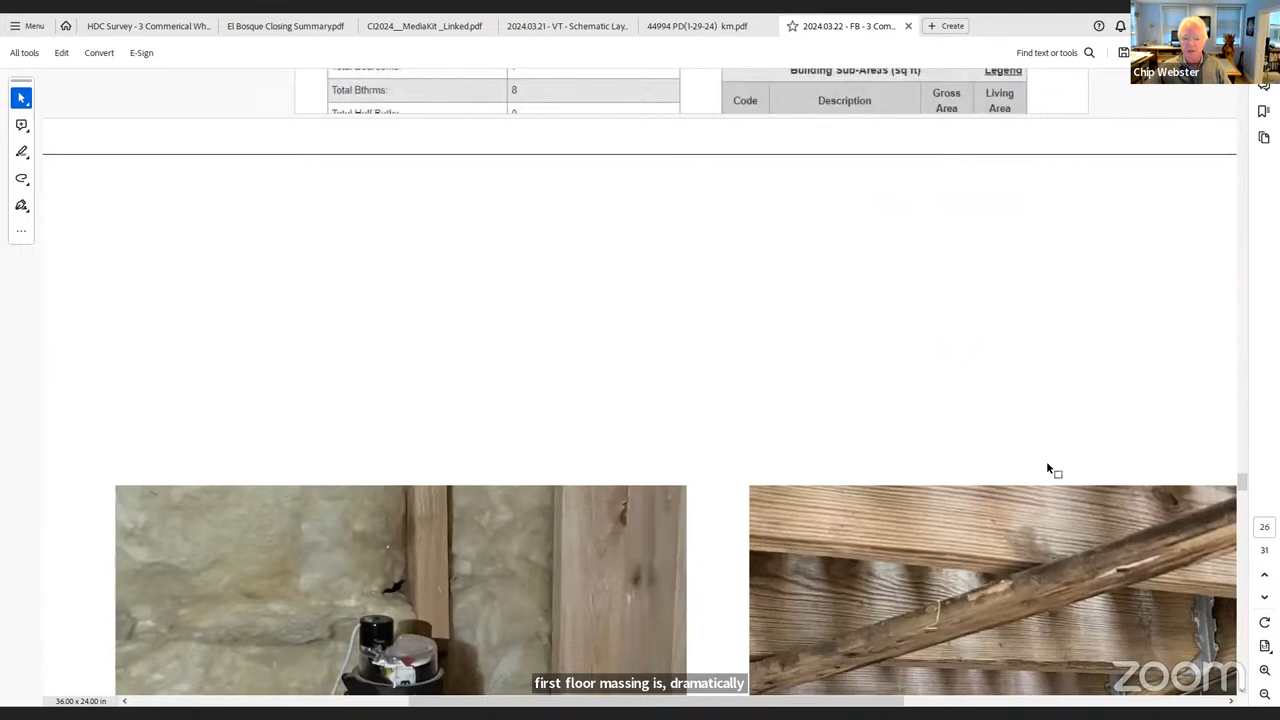 Menu
HDC Survey - 3 Commerical Wh...
El Bosque Closing Summary.pdf
CI2024__MediaKit_Linked.pdf
2024.03.21 - VT - Schematic Lay...
44994 PD(1-29-24) km.pdf
2024.03.22 - FB - 3 Com...
Create
All tools
Edit
Convert
E-Sign
Find text or tools
Chip Webster
Building Sub-Areas (sq ft)
Legend
Total Bthrms:
8
Code
Description
Gross Area
Living Area
26
31
first floor massing is, dramatically
zoom
36.00 x 24.00 in